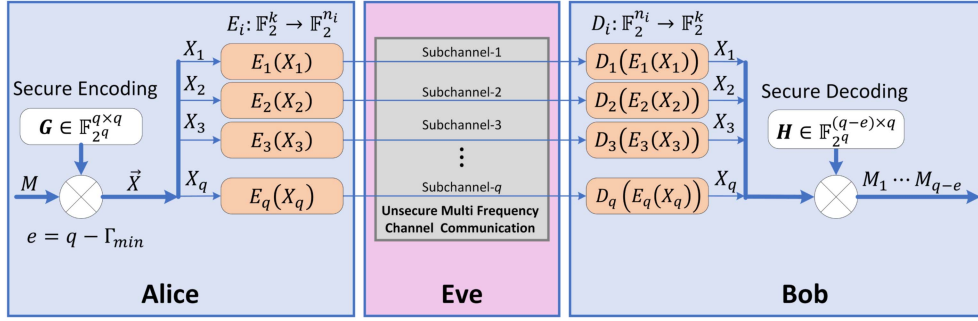 E_i: 𝔽_2^k → 𝔽_2^{n_i}
Secure Encoding
G ∈ 𝔽_{2^q}^{q×q}
M
X⃗
e = q − Γ_{min}
X_1
X_2
X_3
X_q
E_1(X_1)
E_2(X_2)
E_3(X_3)
E_q(X_q)
Alice
Subchannel-1
Subchannel-2
Subchannel-3
⋮
Subchannel-q
Unsecure Multi Frequency
Channel Communication
Eve
D_i: 𝔽_2^{n_i} → 𝔽_2^k
D_1(E_1(X_1))
D_2(E_2(X_2))
D_3(E_3(X_3))
⋮
D_q(E_q(X_q))
X_1
X_2
X_3
X_q
Secure Decoding
H ∈ 𝔽_{2^q}^{(q−e)×q}
M_1 ⋯ M_{q−e}
Bob